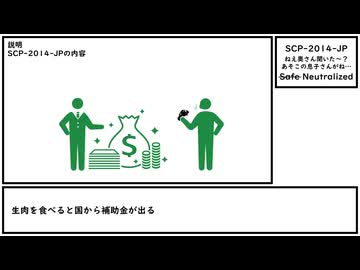 説明
SCP-2014-JPの内容
SCP-2014-JP
ねえ奥さん聞いた〜？
あそこの息子さんがね…
Safe Neutralized
$
生肉を食べると国から補助金が出る